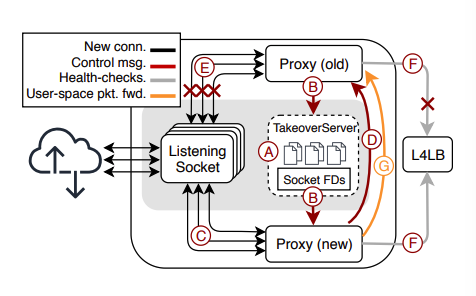 New conn.
Control msg.
Health-checks.
User-space pkt. fwd.
E
Proxy (old)
F
B
TakeoverServer
A
D
Listening
Socket
G
L4LB
Socket FDs
B
C
Proxy (new)
F